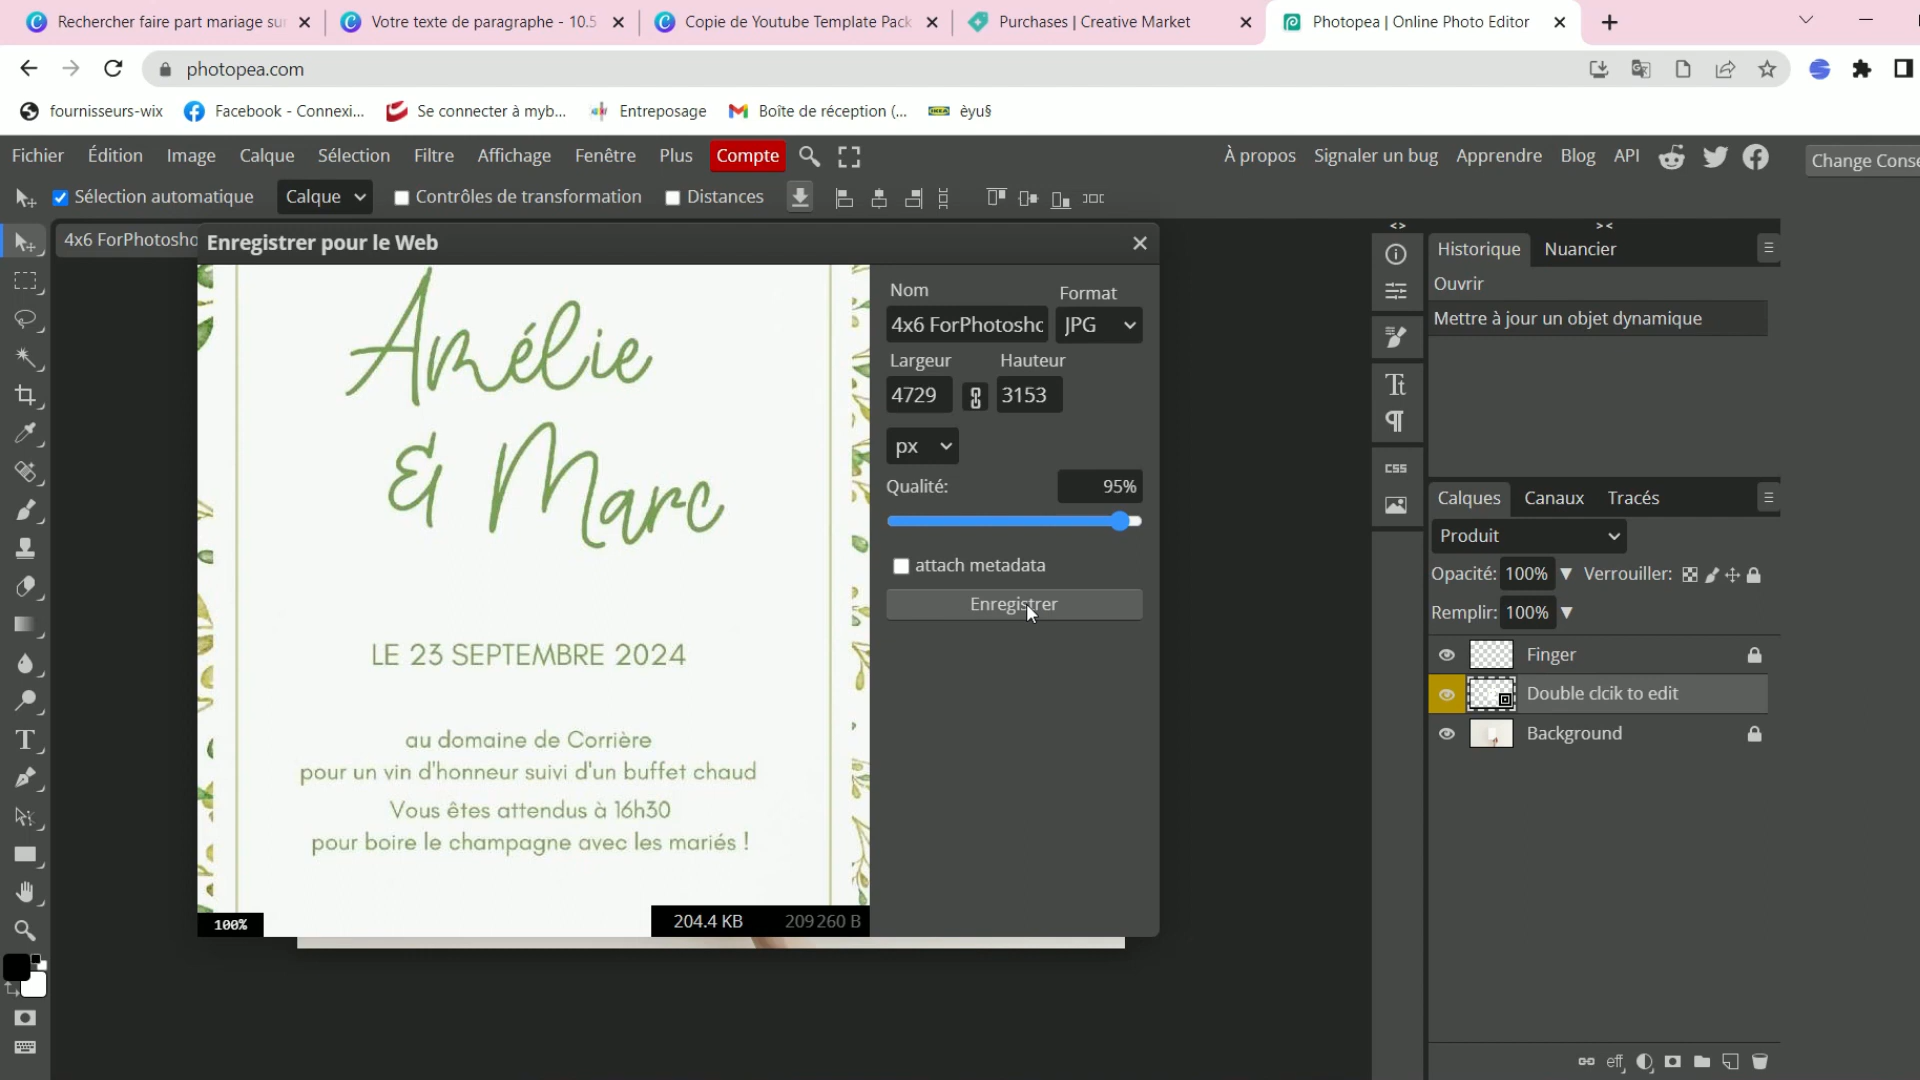 Rechercher faire part mariage su
Votre texte de paragraphe - 10.5
Copie de Youtube Template Pack
Purchases | Creative Market
Photopea | Online Photo Editor
photopea.com
fournisseurs-wix
Facebook - Connexi...
Se connecter à myb...
Entreposage
Boîte de réception (...
èyu§
Fichier Édition Image Calque Sélection Filtre Affichage Fenêtre Plus Compte
À propos Signaler un bug Apprendre Blog API
Change Conse
Sélection automatique Calque Contrôles de transformation Distances
4x6 ForPhotosho
Enregistrer pour le Web
Amélie
& Marc
LE 23 SEPTEMBRE 2024
au domaine de Corrière
pour un vin d'honneur suivi d'un buffet chaud
Vous êtes attendus à 16h30
pour boire le champagne avec les mariés !
100%
204.4 KB 209260 B
Nom Format
4x6 ForPhotosho JPG
Largeur Hauteur
4729 3153
px
Qualité: 95%
attach metadata
Enregistrer
Historique Nuancier
Ouvrir
Mettre à jour un objet dynamique
CSS
Calques Canaux Tracés
Produit
Opacité: 100% Verrouiller:
Remplir: 100%
Finger
Double clcik to edit
Background
eff